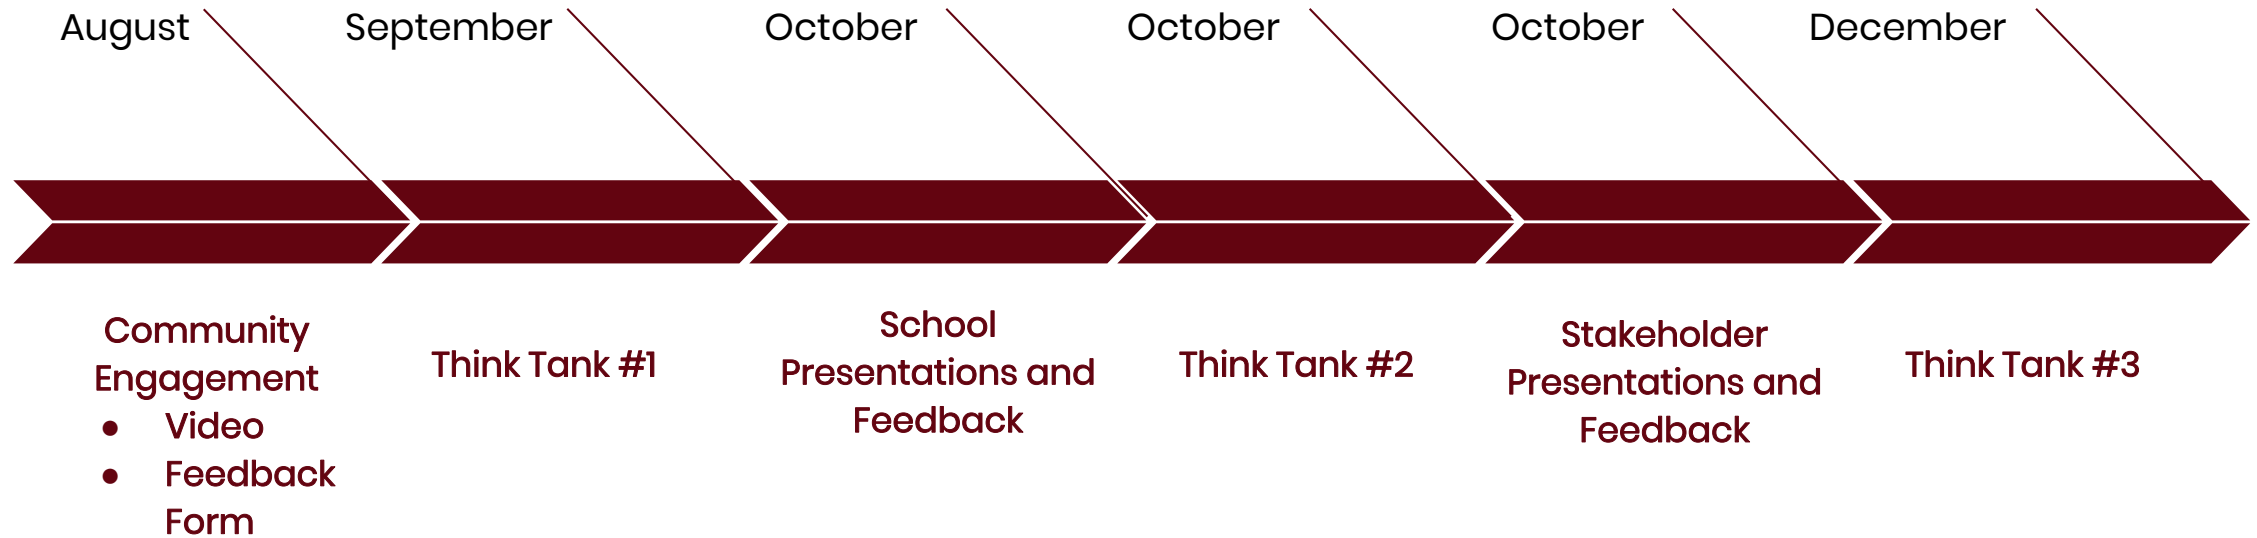 August
September
October
October
October
December
Community
Engagement
● Video
● Feedback
Form
Think Tank #1
School
Presentations and
Feedback
Think Tank #2
Stakeholder
Presentations and
Feedback
Think Tank #3